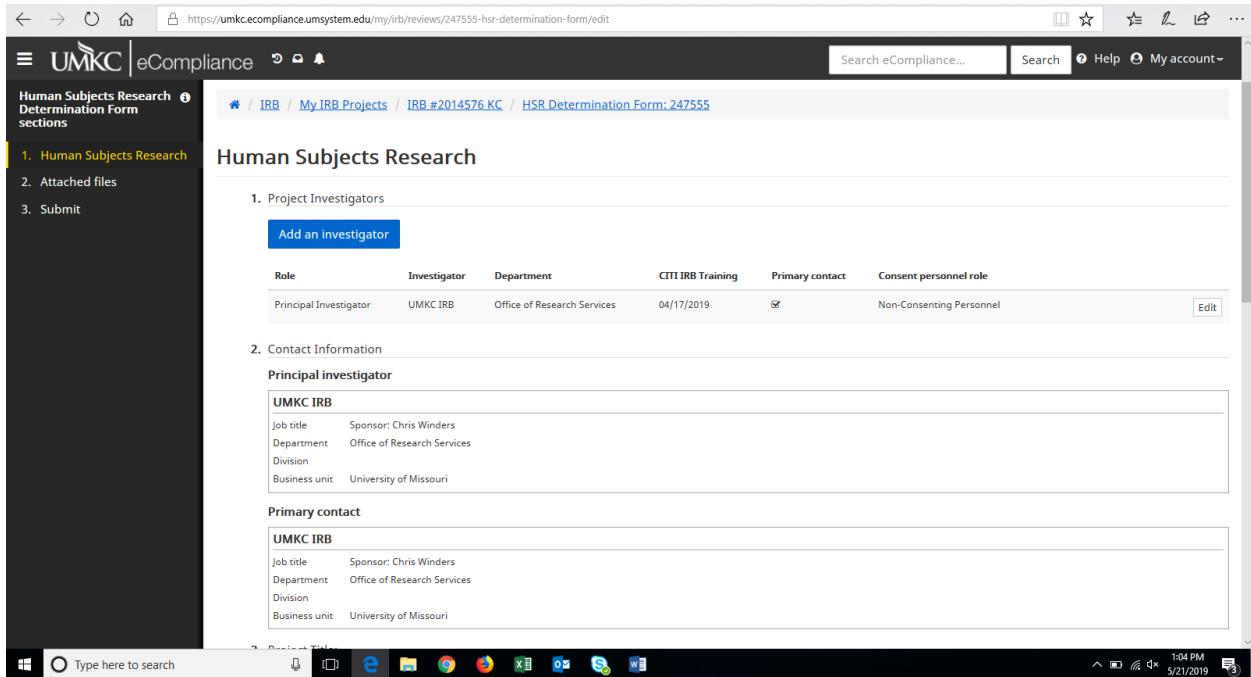 https://umkc.ecompliance.umsystem.edu/my/irb/reviews/247555-hsr-determination-form/edit
UMKC eCompliance
Search eCompliance...
Search
Help
My account
Human Subjects Research
Determination Form
sections
1. Human Subjects Research
2. Attached files
3. Submit
/ IRB / My IRB Projects / IRB #2014576 KC / HSR Determination Form: 247555
Human Subjects Research
1. Project Investigators
Add an investigator
Role Investigator Department CITI IRB Training Primary contact Consent personnel role
Principal Investigator UMKC IRB Office of Research Services 04/17/2019 Non-Consenting Personnel Edit
2. Contact Information
Principal investigator
UMKC IRB
Job title Sponsor: Chris Winders
Department Office of Research Services
Division
Business unit University of Missouri
Primary contact
UMKC IRB
Job title Sponsor: Chris Winders
Department Office of Research Services
Division
Business unit University of Missouri
Type here to search
1:04 PM
5/21/2019